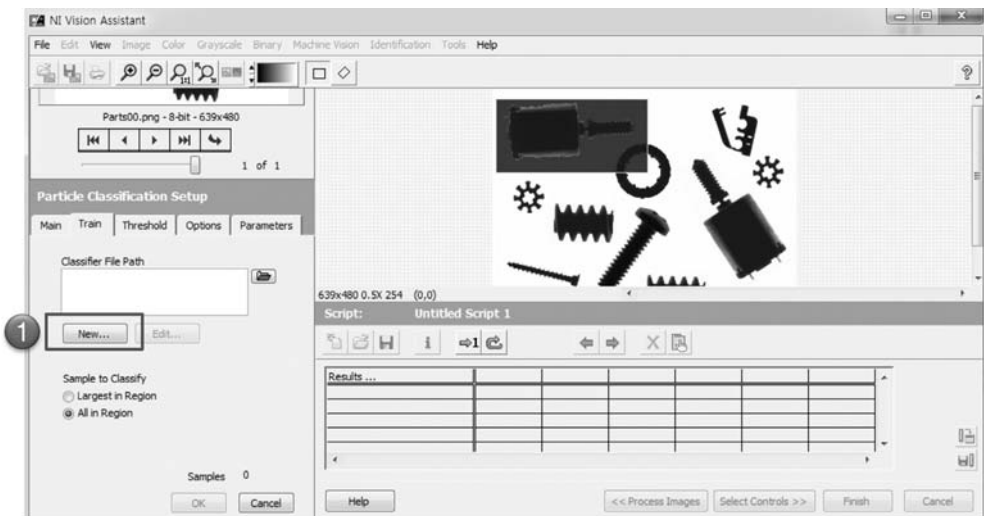 NI Vision Assistant
File Edit View Image Color Grayscale Binary Machine Vision Identification Tools Help
1:1
Parts00.png - 8-bit - 639x480
1 of 1
Particle Classification Setup
Main Train Threshold Options Parameters
Classifier File Path
1 New... Edit...
Sample to Classify
Largest in Region
All in Region
Samples 0
OK Cancel
639x480 0.5X 254 (0,0)
Script: Untitled Script 1
Results ...
Help << Process Images Select Controls >> Finish Cancel